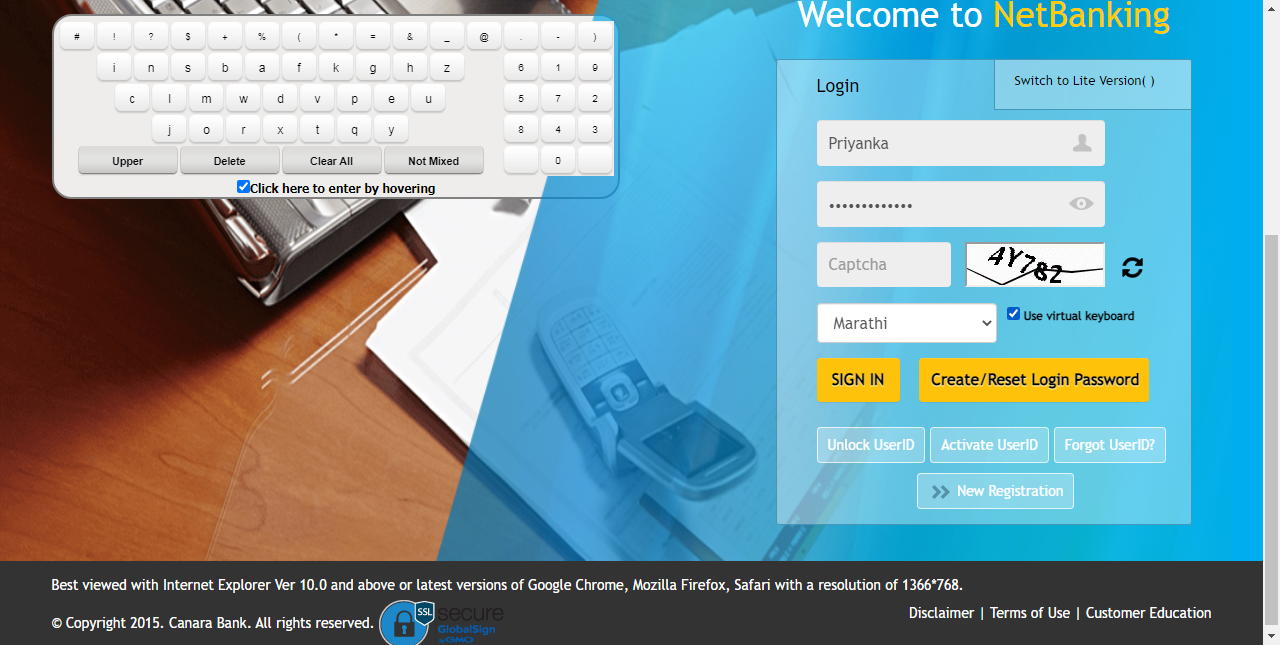 Welcome to NetBanking
# ! ? $ + % ( * = & _ @ . - )
i n s b a f k g h z 6 1 9
c l m w d v p e u 5 7 2
j o r x t q y 8 4 3
Upper Delete Clear All Not Mixed 0
Click here to enter by hovering
Login
Switch to Lite Version( )
Priyanka
•••••••••••••
Captcha
4Y782
Marathi
Use virtual keyboard
SIGN IN
Create/Reset Login Password
Unlock UserID
Activate UserID
Forgot UserID?
New Registration
Best viewed with Internet Explorer Ver 10.0 and above or latest versions of Google Chrome, Mozilla Firefox, Safari with a resolution of 1366*768.
© Copyright 2015. Canara Bank. All rights reserved.
SSL
secure
GlobalSign
by GMO
Disclaimer | Terms of Use | Customer Education